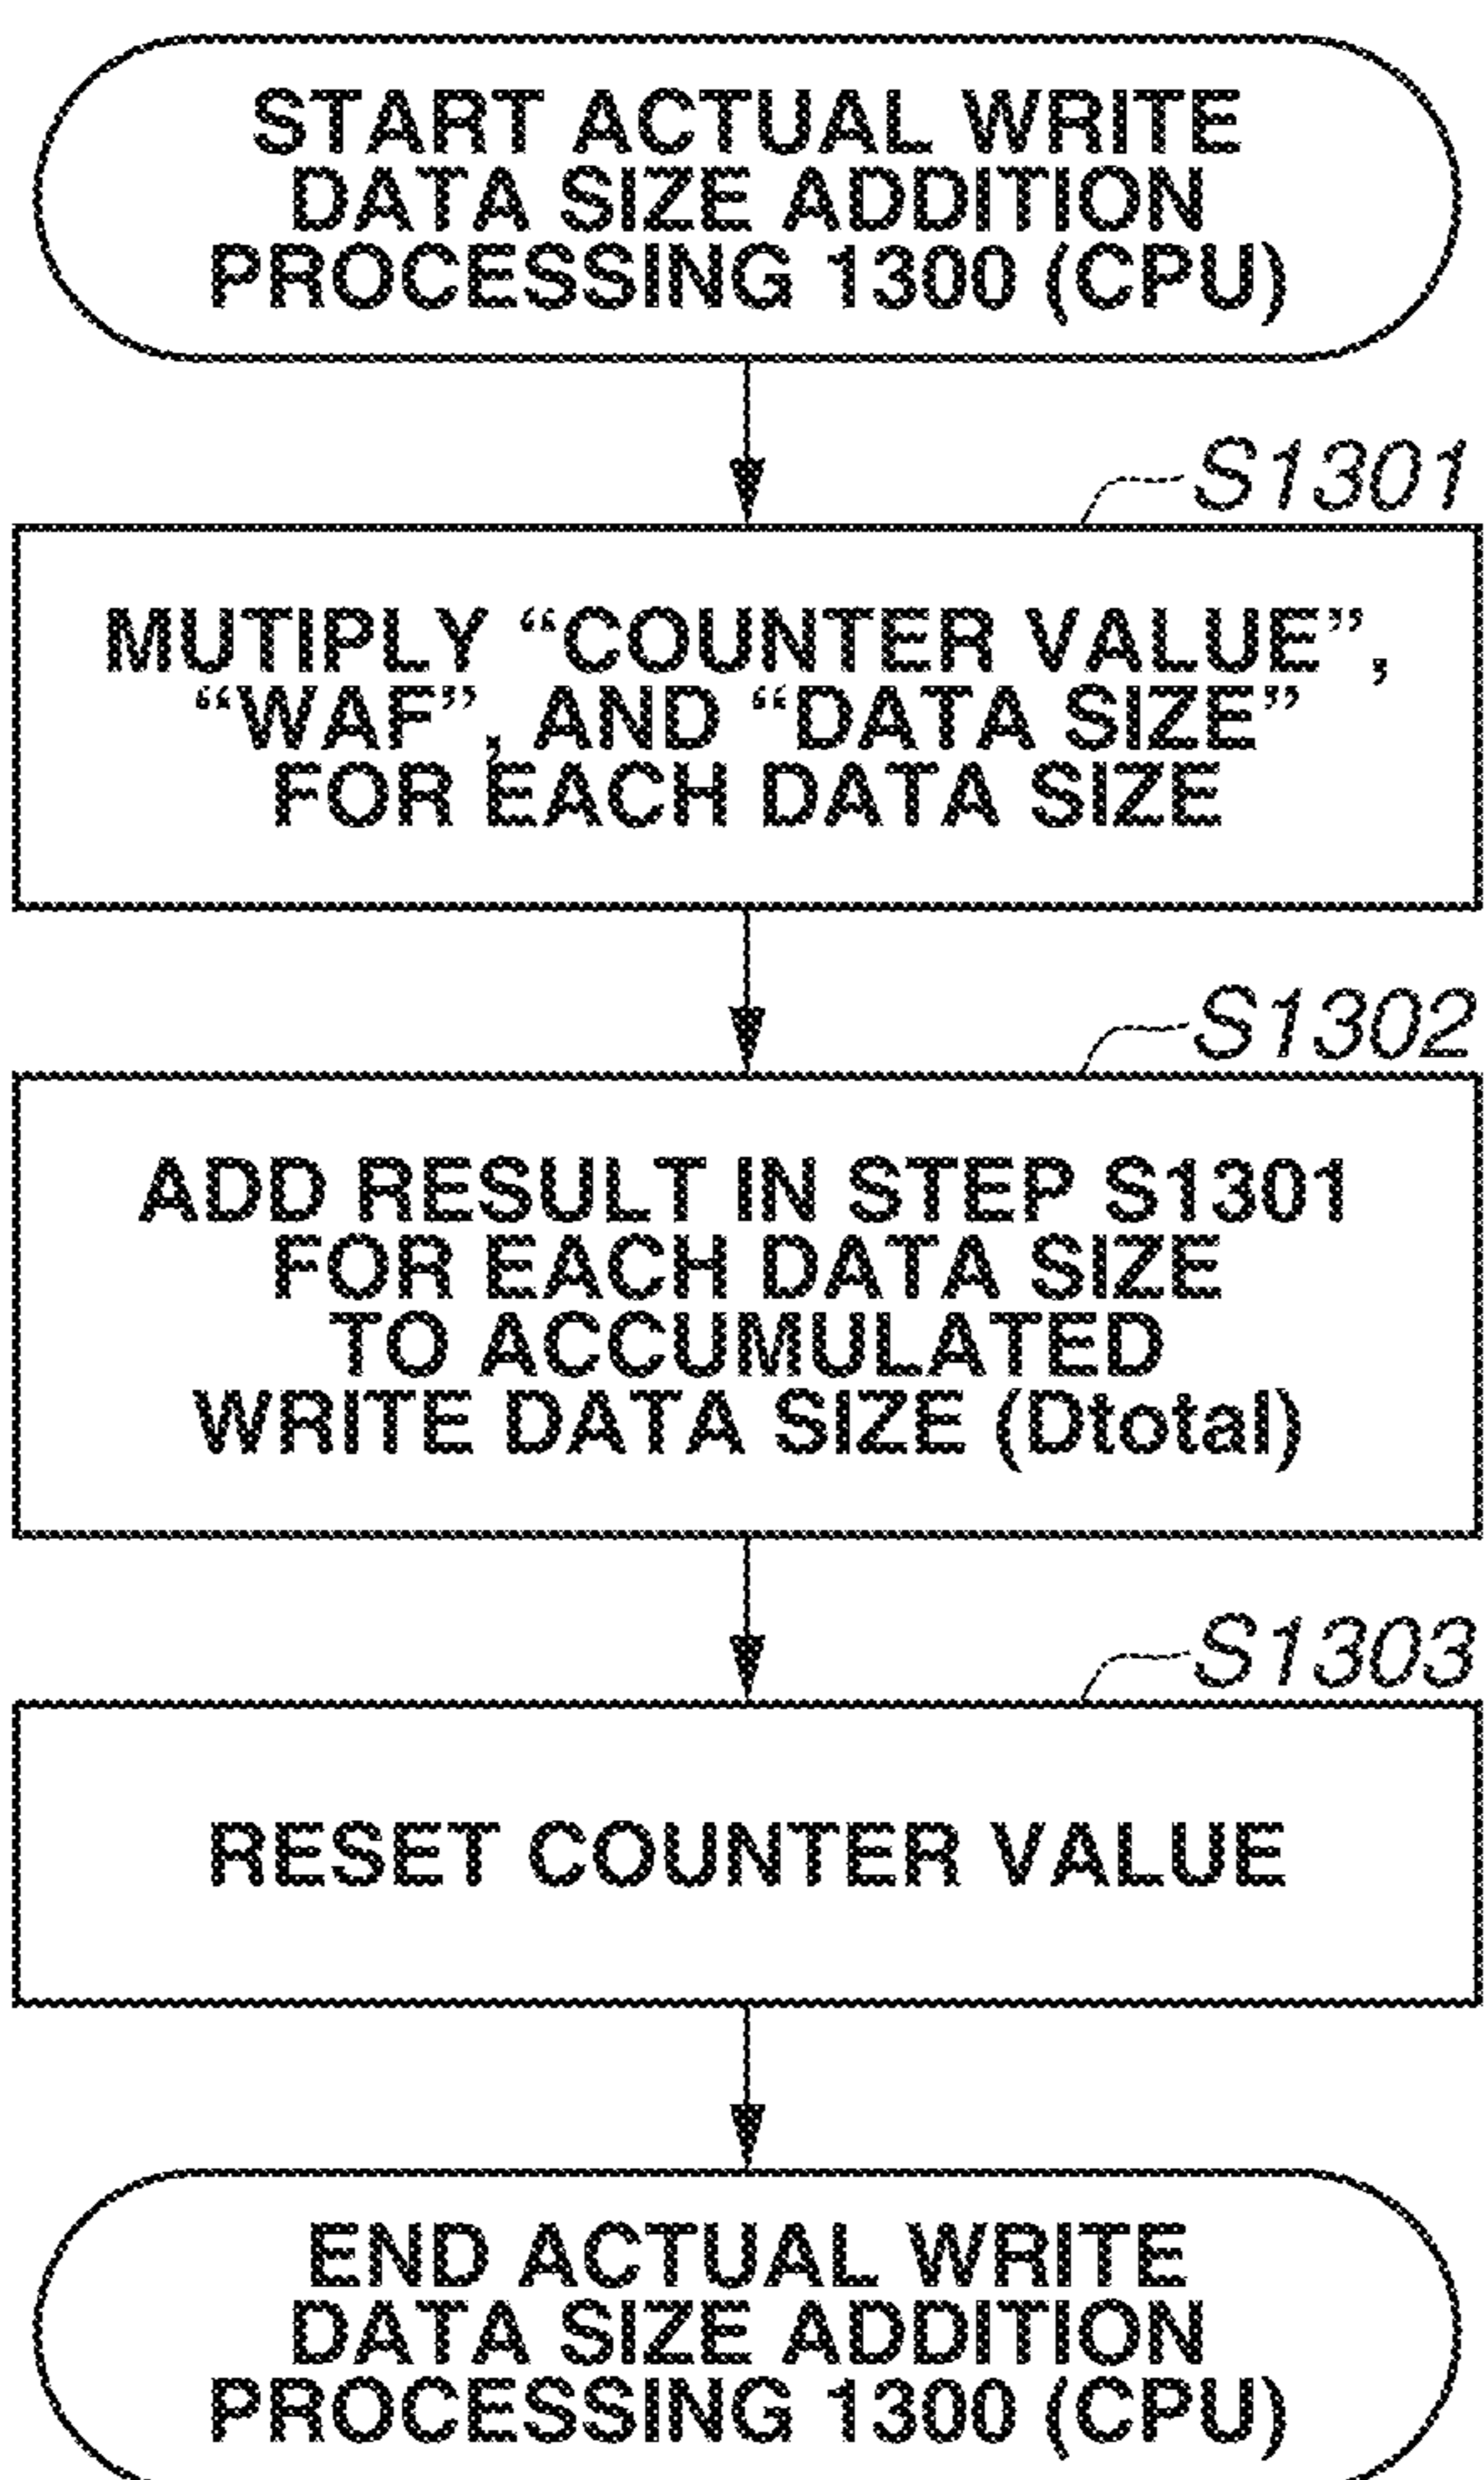 START ACTUAL WRITE
DATA SIZE ADDITION
PROCESSING 1300 (CPU)
S1301
MUTIPLY “COUNTER VALUE”,
“WAF”, AND “DATA SIZE”
FOR EACH DATA SIZE
S1302
ADD RESULT IN STEP S1301
FOR EACH DATA SIZE
TO ACCUMULATED
WRITE DATA SIZE (Dtotal)
S1303
RESET COUNTER VALUE
END ACTUAL WRITE
DATA SIZE ADDITION
PROCESSING 1300 (CPU)